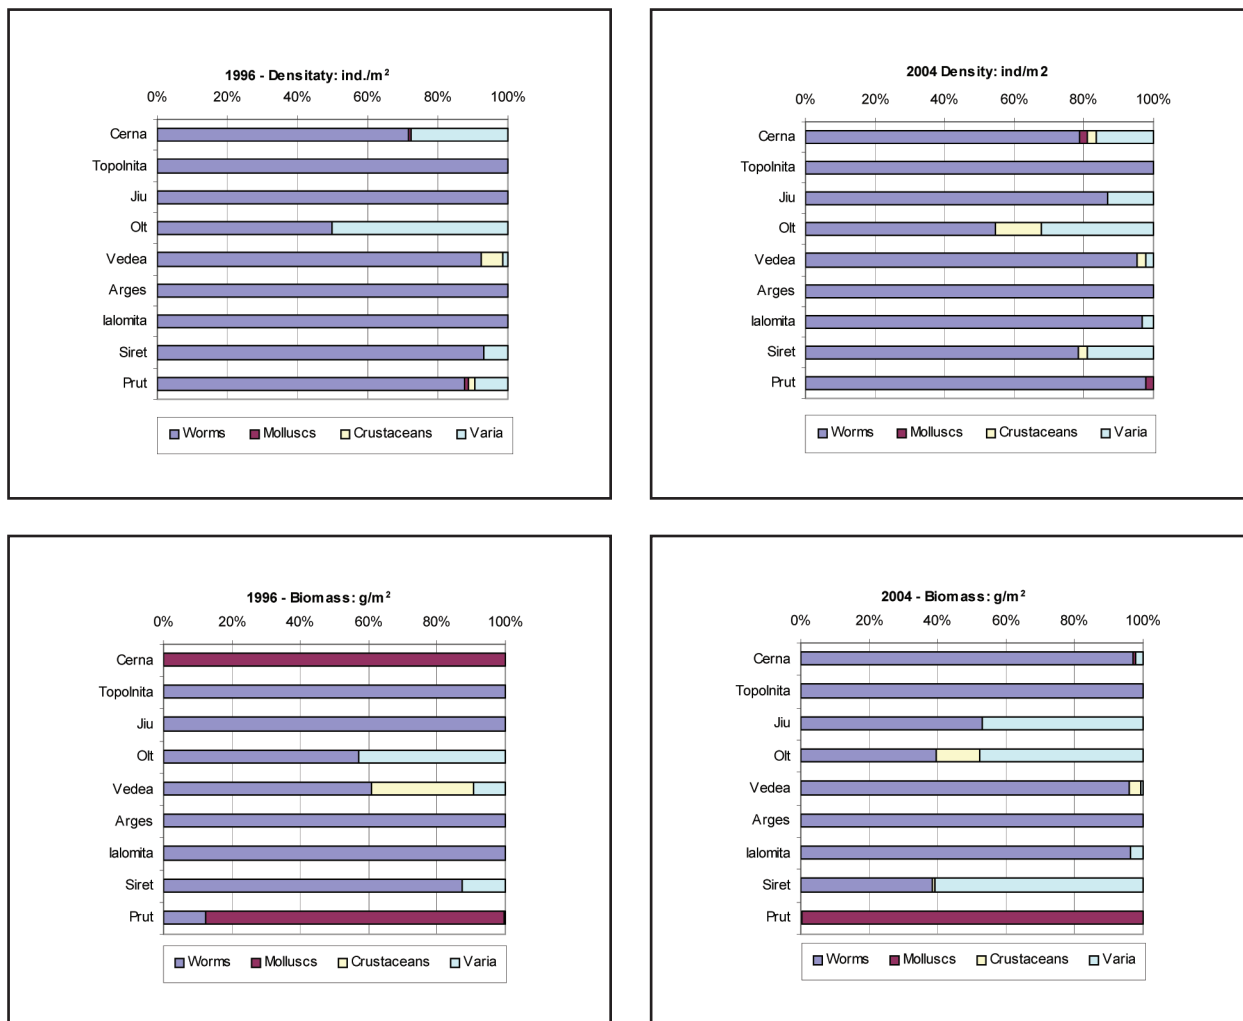 1996 - Densitaty: ind./m²
0% 20% 40% 60% 80% 100%
Cerna
Topolnita
Jiu
Olt
Vedea
Arges
Ialomita
Siret
Prut
Worms Molluscs Crustaceans Varia
2004 Density: ind/m2
0% 20% 40% 60% 80% 100%
Cerna
Topolnita
Jiu
Olt
Vedea
Arges
Ialomita
Siret
Prut
Worms Molluscs Crustaceans Varia
1996 - Biomass: g/m²
0% 20% 40% 60% 80% 100%
Cerna
Topolnita
Jiu
Olt
Vedea
Arges
Ialomita
Siret
Prut
Worms Molluscs Crustaceans Varia
2004 - Biomass: g/m²
0% 20% 40% 60% 80% 100%
Cerna
Topolnita
Jiu
Olt
Vedea
Arges
Ialomita
Siret
Prut
Worms Molluscs Crustaceans Varia